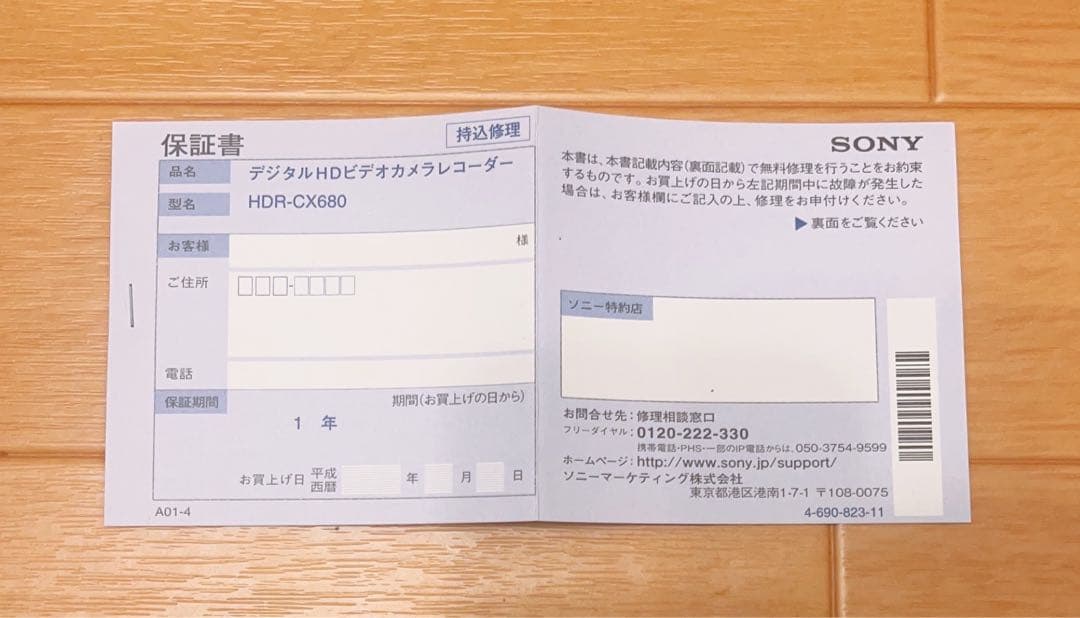 保証書
持込修理
品名 デジタルHDビデオカメラレコーダー
型名 HDR-CX680
お客様 様
ご住所
電話
保証期間 期間(お買上げの日から)
1 年
お買上げ日 平成 西暦 年 月 日
A01-4
SONY
本書は、本書記載内容(裏面記載)で無料修理を行うことをお約束
するものです。お買上げの日から左記期間中に故障が発生した
場合は、お客様欄にご記入の上、修理をお申付けください。
▶裏面をご覧ください
ソニー特約店
お問合せ先:修理相談窓口
フリーダイヤル:0120-222-330
携帯電話・PHS・一部のIP電話からは、050-3754-9599
ホームページ:http://www.sony.jp/support/
ソニーマーケティング株式会社
東京都港区港南1-7-1 〒108-0075
4-690-823-11